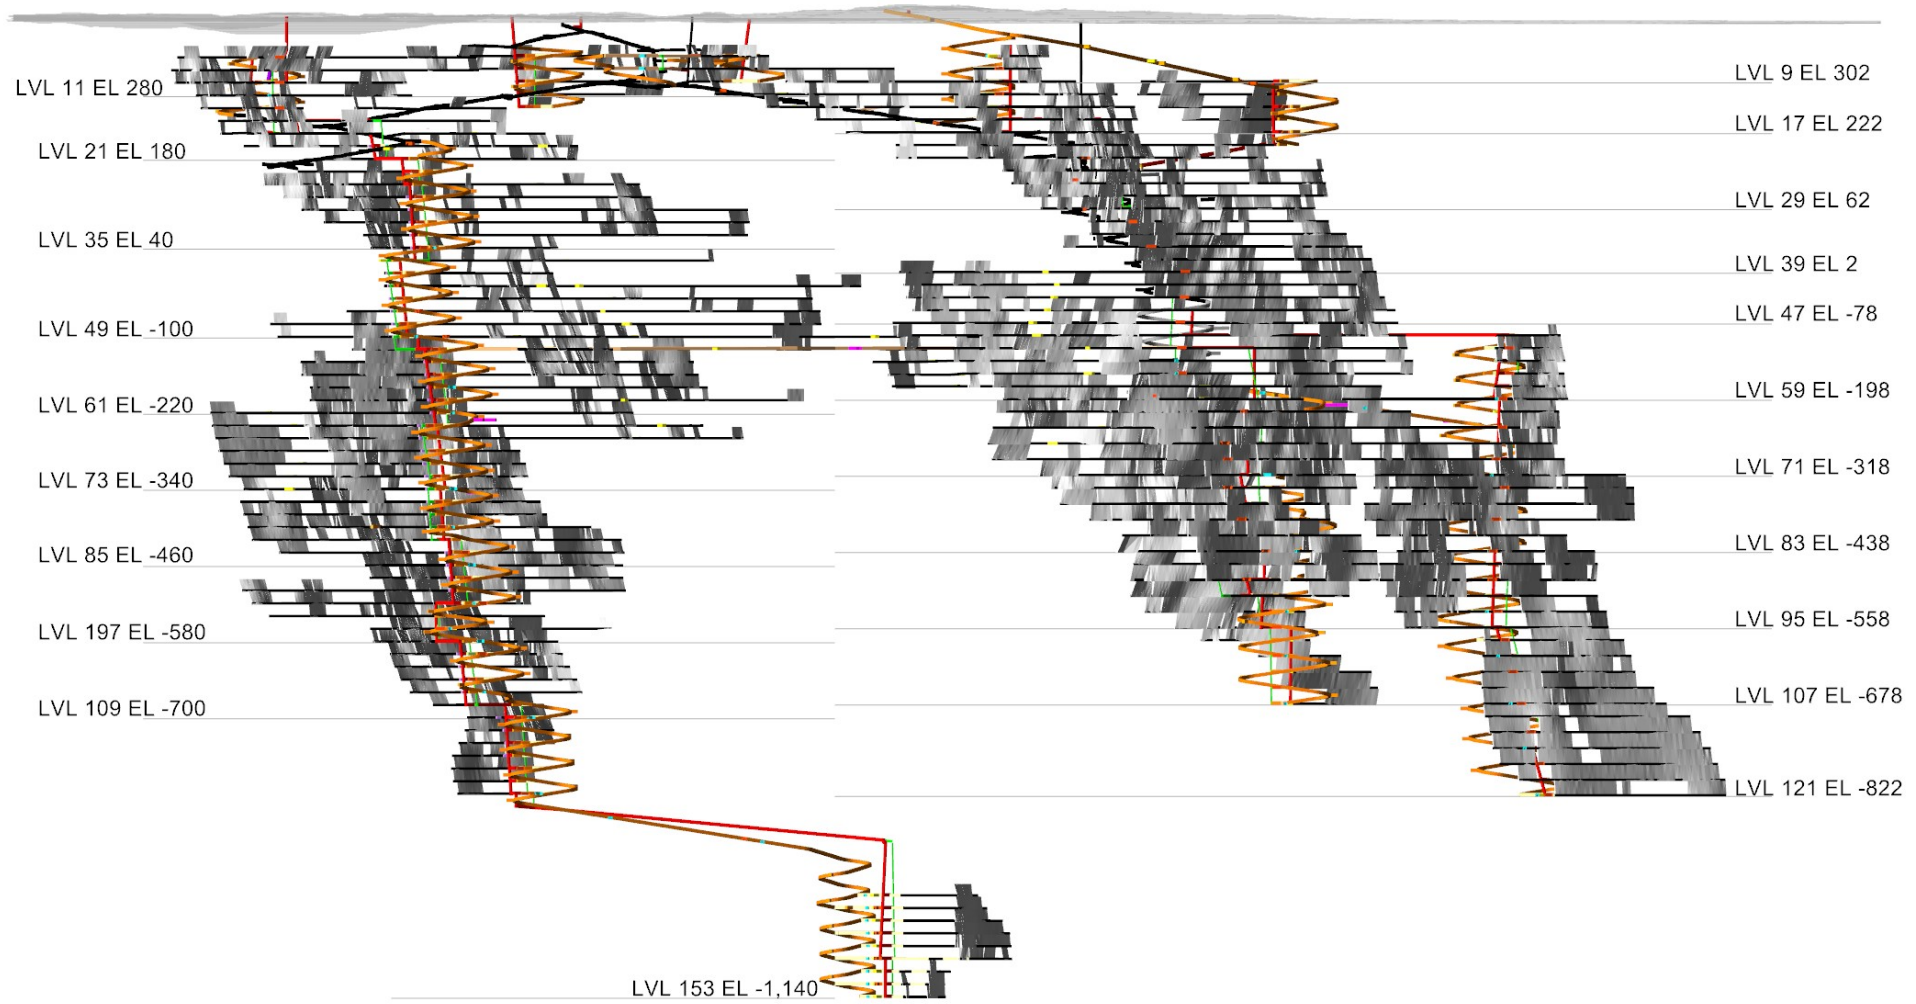 LVL 9 EL 302
LVL 11 EL 280
LVL 17 EL 222
LVL 21 EL 180
LVL 29 EL 62
LVL 35 EL 40
LVL 39 EL 2
LVL 47 EL -78
LVL 49 EL -100
LVL 59 EL -198
LVL 61 EL -220
LVL 71 EL -318
LVL 73 EL -340
LVL 83 EL -438
LVL 85 EL -460
LVL 95 EL -558
LVL 197 EL -580
LVL 107 EL -678
LVL 109 EL -700
LVL 121 EL -822
LVL 153 EL -1,140